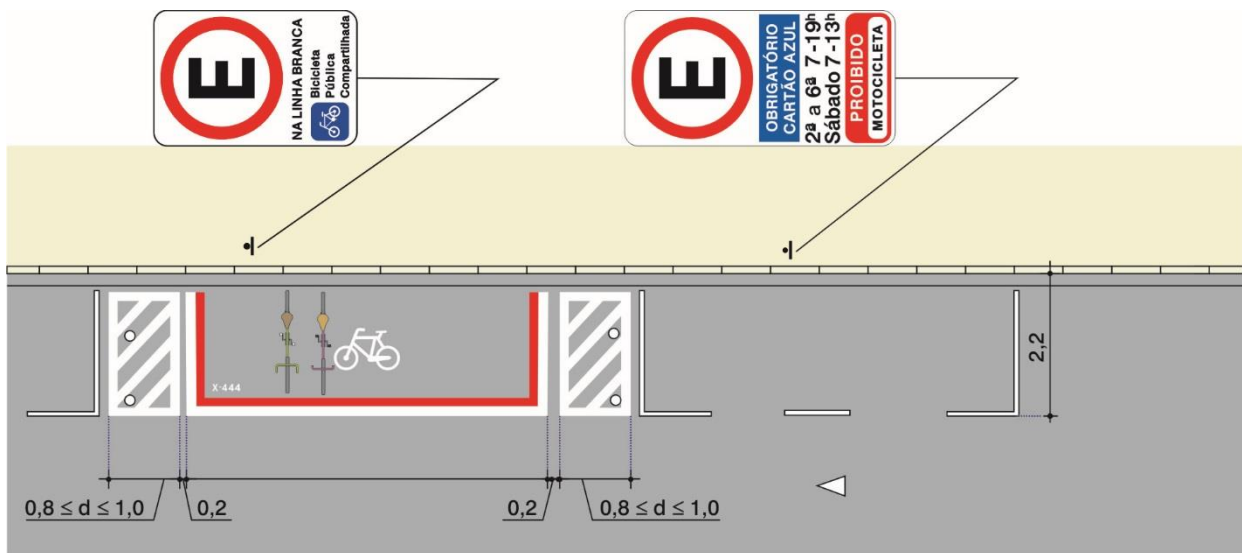 E
NA LINHA BRANCA
Bicicleta
Pública
Compartilhada
E
OBRIGATÓRIO
CARTÃO AZUL
2ª a 6ª 7-19h
Sábado 7-13h
PROIBIDO
MOTOCICLETA
X-444
2,2
0,8 ≤ d ≤ 1,0
0,2
0,2
0,8 ≤ d ≤ 1,0